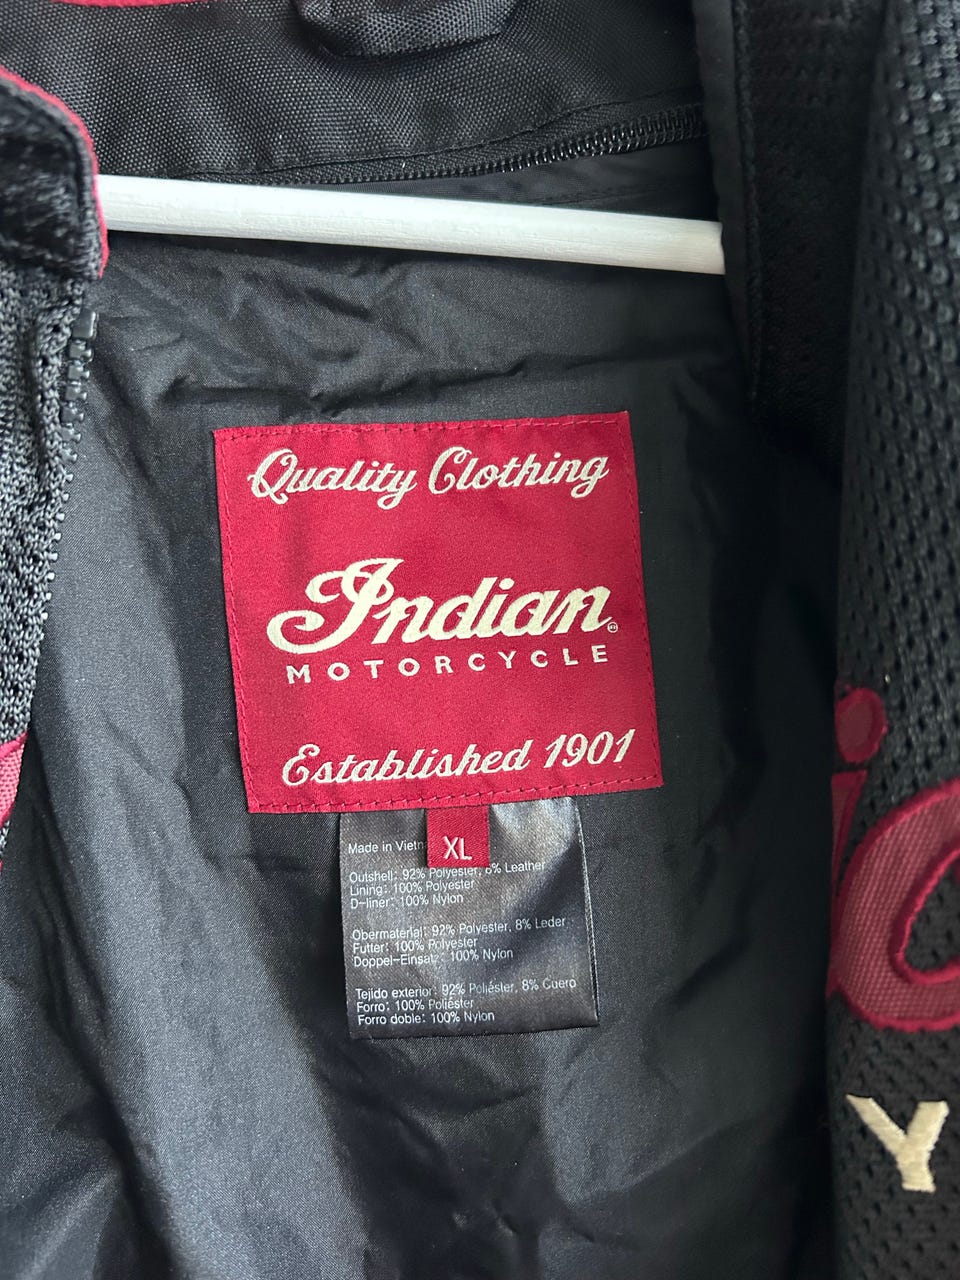 Quality Clothing
Indian
MOTORCYCLE
Established 1901
XL
Made in
Outshell: 92% Polyester, 8% Leather
Lining: 100% Polyester
D-liner: 100% Nylon
Obermaterial: 92% Polyester, 8% Leder
Futter: 100% Polyester
Doppel-Einsatz: 100% Nylon
Tejido exterior: 92% Poliéster, 8% Cuero
Forro: 100% Poliéster
Forro doble: 100% Nylon
Y